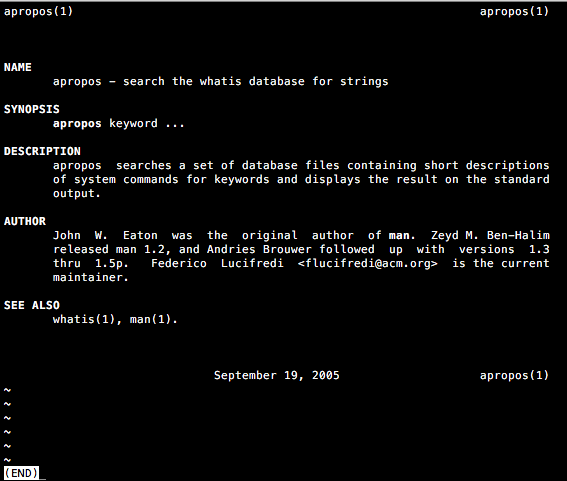 apropos(1) apropos(1)
NAME
apropos – search the whatis database for strings
SYNOPSIS
apropos keyword ...
DESCRIPTION
apropos searches a set of database files containing short descriptions
of system commands for keywords and displays the result on the standard
output.
AUTHOR
John W. Eaton was the original author of man. Zeyd M. Ben–Halim
released man 1.2, and Andries Brouwer followed up with versions 1.3
thru 1.5p. Federico Lucifredi <flucifredi@acm.org> is the current
maintainer.
SEE ALSO
whatis(1), man(1).
September 19, 2005 apropos(1)
~
~
~
~
~
~
(END)